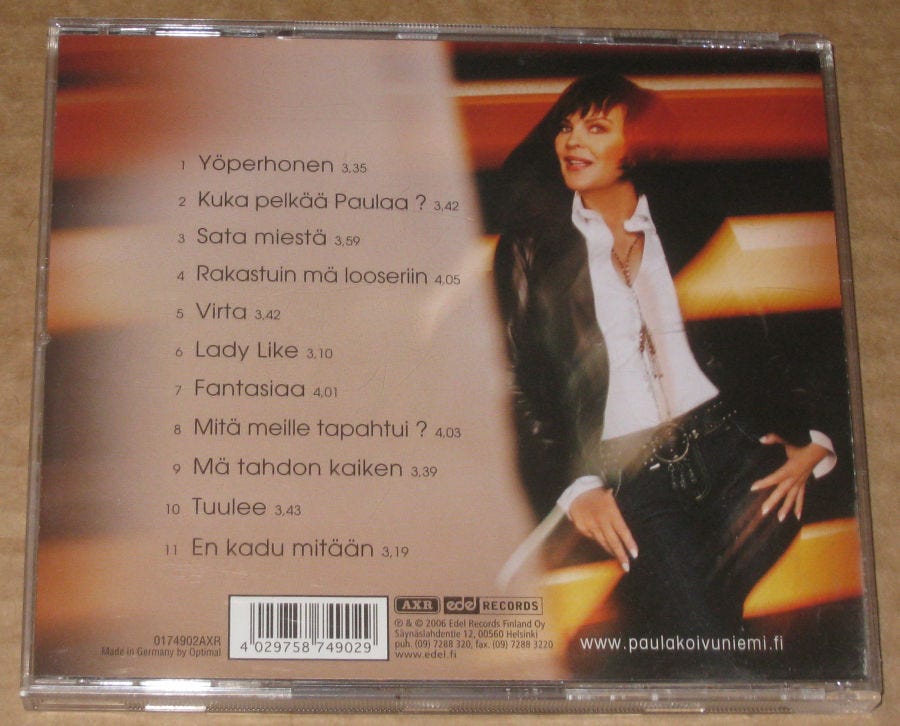 1 Yöperhonen 3,35
2 Kuka pelkää Paulaa ? 3,42
3 Sata miestä 3,59
4 Rakastuin mä looseriin 4,05
5 Virta 3,42
6 Lady Like 3,10
7 Fantasiaa 4,01
8 Mitä meille tapahtui ? 4,03
9 Mä tahdon kaiken 3,39
10 Tuulee 3,43
11 En kadu mitään 3,19
0174902AXR
Made in Germany by Optimal
4 029758 749029
AXR edel RECORDS
℗ & © 2006 Edel Records Finland Oy
Säynäslahdentie 12, 00560 Helsinki
puh. (09) 7288 320, fax. (09) 7288 3220
www.edel.fi
www.paulakoivuniemi.fi